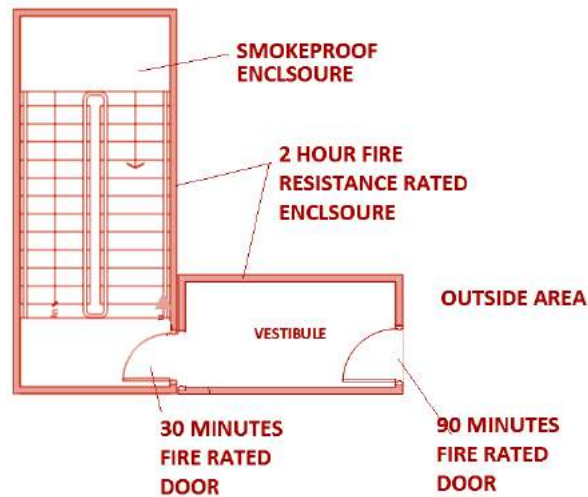 SMOKEPROOF
ENCLSOURE
2 HOUR FIRE
RESISTANCE RATED
ENCLSOURE
OUTSIDE AREA
VESTIBULE
30 MINUTES
FIRE RATED
DOOR
90 MINUTES
FIRE RATED
DOOR